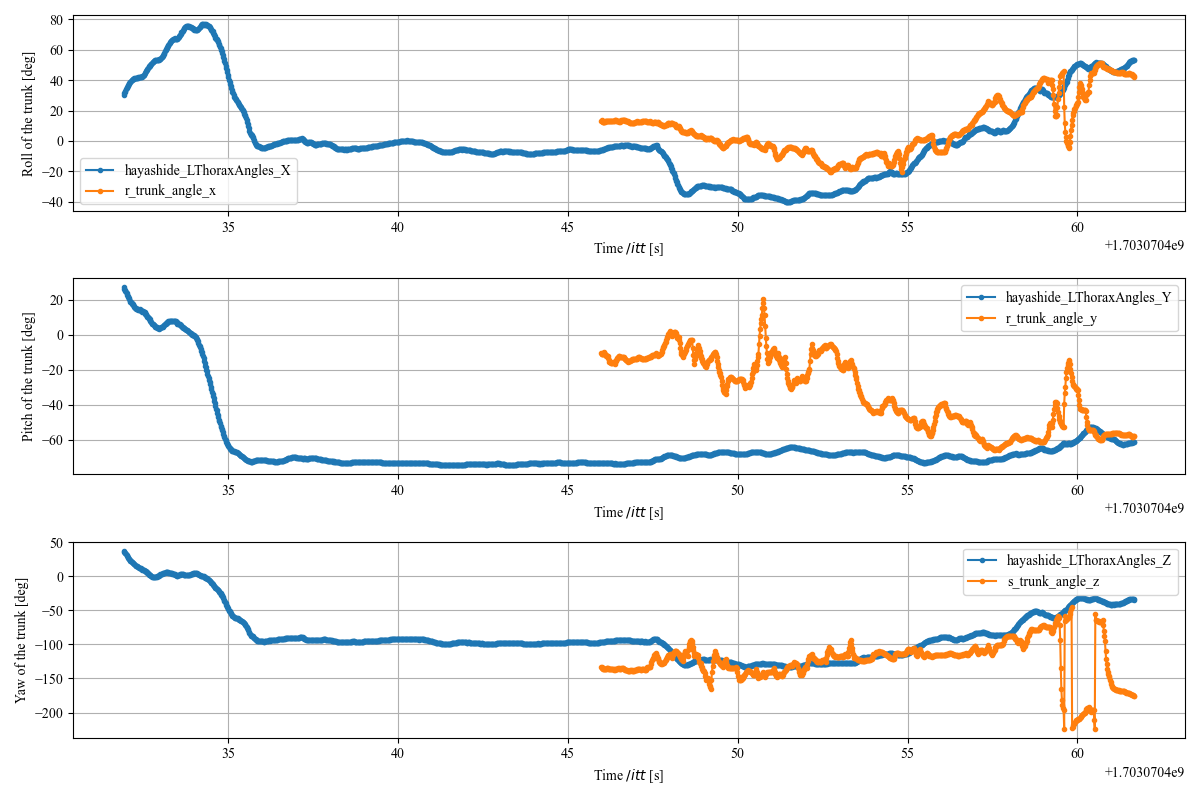 80
60
40
20
0
−20
−40
Roll of the trunk [deg]
hayashide_LThoraxAngles_X
r_trunk_angle_x
35
40
45
50
55
60
Time /itt [s]
+1.7030704e9
20
0
−20
−40
−60
Pitch of the trunk [deg]
hayashide_LThoraxAngles_Y
r_trunk_angle_y
35
40
45
50
55
60
Time /itt [s]
+1.7030704e9
50
0
−50
−100
−150
−200
Yaw of the trunk [deg]
hayashide_LThoraxAngles_Z
s_trunk_angle_z
35
40
45
50
55
60
Time /itt [s]
+1.7030704e9